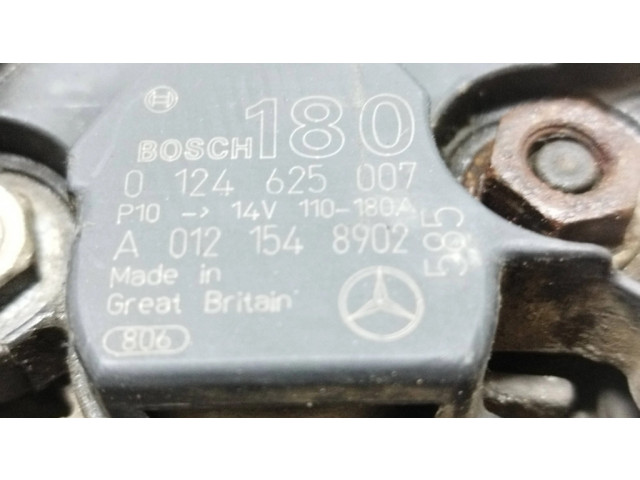 BOSCH 180
0 124 625 007
P10 -> 14V 110-180A
A 012 154 8902
585
Made in
Great Britain
806